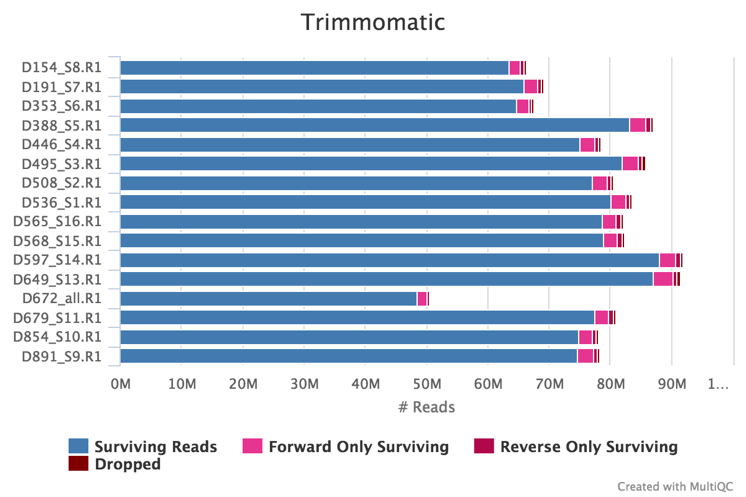 Trimmomatic
D154_S8.R1
D191_S7.R1
D353_S6.R1
D388_S5.R1
D446_S4.R1
D495_S3.R1
D508_S2.R1
D536_S1.R1
D565_S16.R1
D568_S15.R1
D597_S14.R1
D649_S13.R1
D672_all.R1
D679_S11.R1
D854_S10.R1
D891_S9.R1
0M 10M 20M 30M 40M 50M 60M 70M 80M 90M 1...
# Reads
Surviving Reads Forward Only Surviving Reverse Only Surviving
Dropped
Created with MultiQC